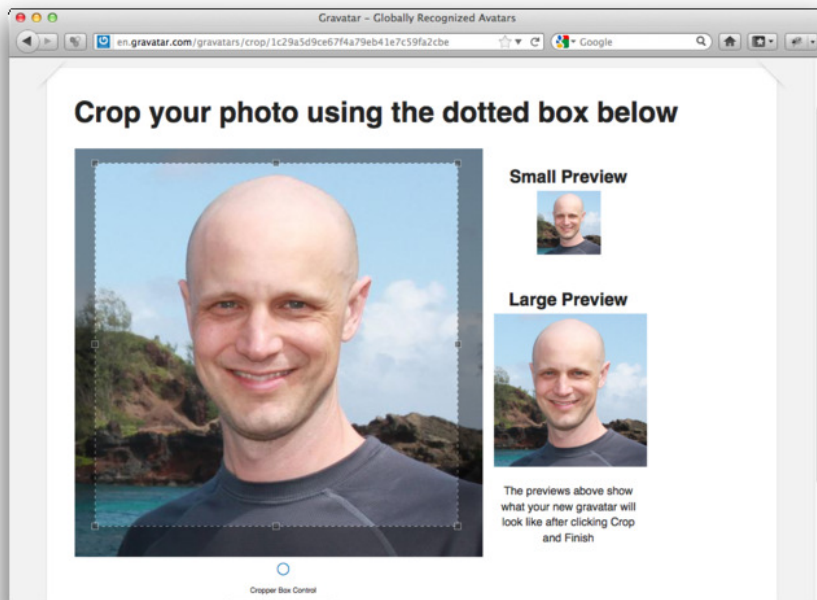 Gravatar - Globally Recognized Avatars
en.gravatar.com/gravatars/crop/1c29a5d9ce67f4a79eb41e7c59fa2cbe
Google
Crop your photo using the dotted box below
Small Preview
Large Preview
The previews above show
what your new gravatar will
look like after clicking Crop
and Finish
Cropper Box Control